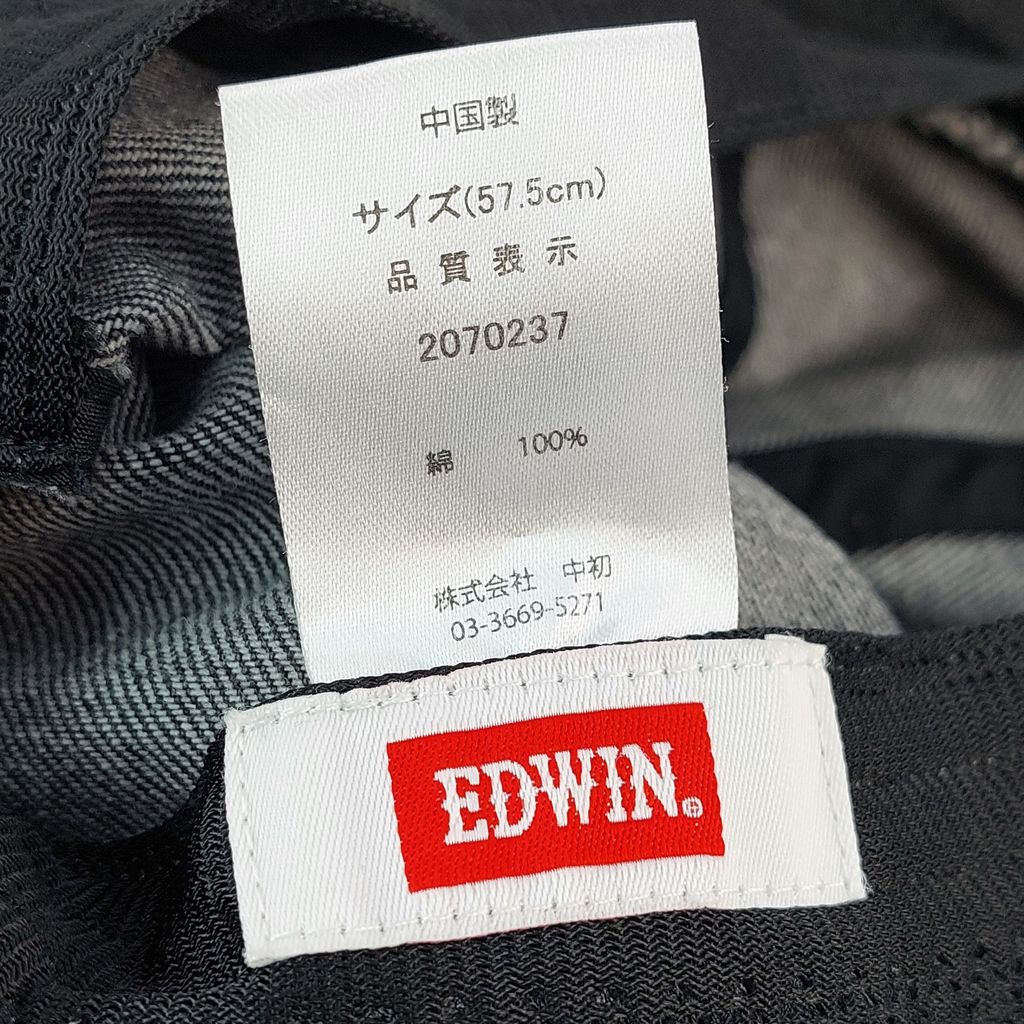 中国製
サイズ(57.5cm)
品質表示
2070237
綿 100%
株式会社 中初
03-3669-5271
EDWIN®